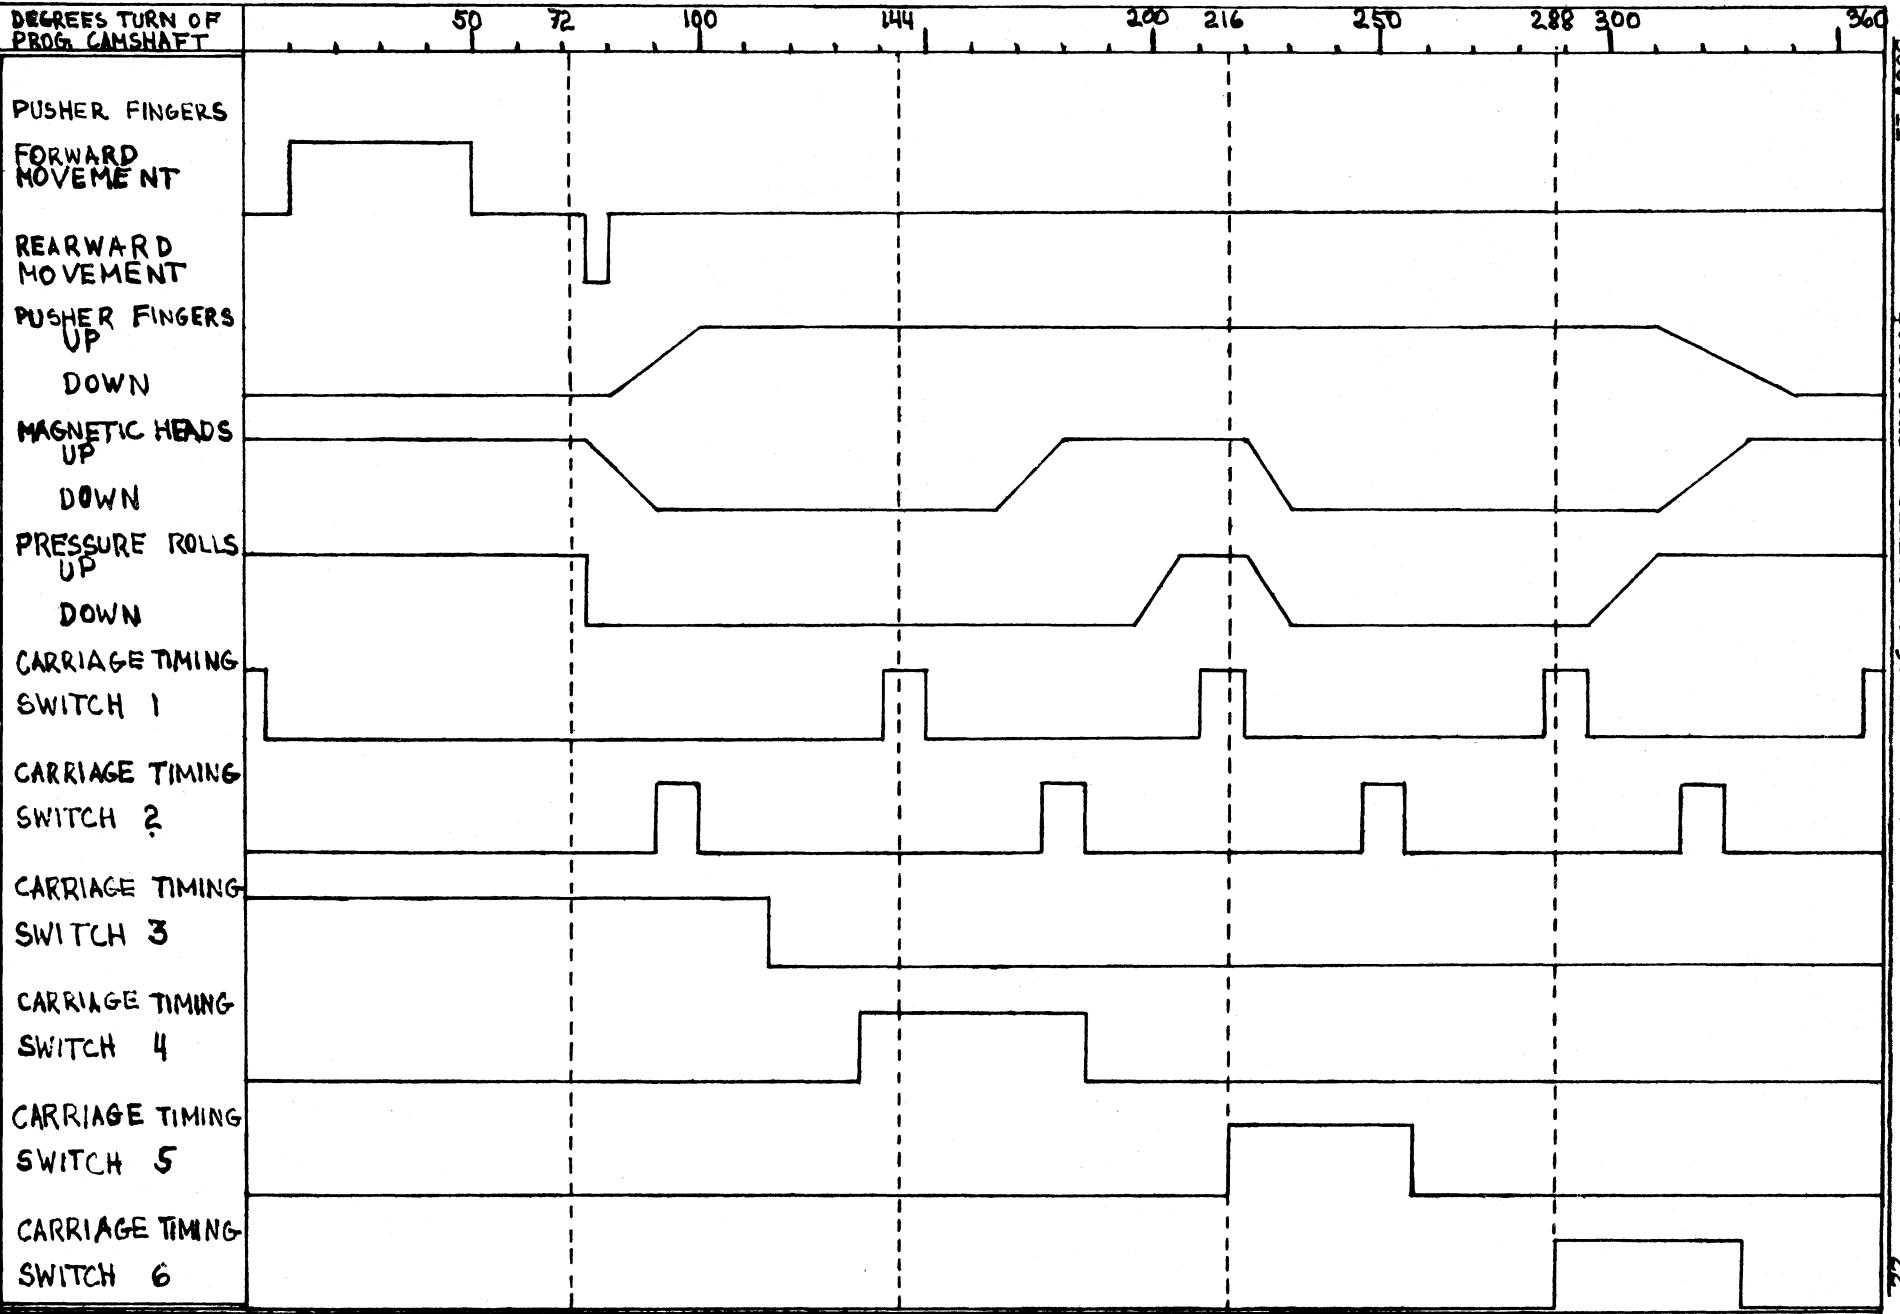 DEGREES TURN OF
PROG. CAMSHAFT
50 72 100 144 200 216 250 288 300 360
PUSHER FINGERS
FORWARD
MOVEMENT
REARWARD
MOVEMENT
PUSHER FINGERS
UP
DOWN
MAGNETIC HEADS
UP
DOWN
PRESSURE ROLLS
UP
DOWN
CARRIAGE TIMING
SWITCH 1
CARRIAGE TIMING
SWITCH 2
CARRIAGE TIMING
SWITCH 3
CARRIAGE TIMING
SWITCH 4
CARRIAGE TIMING
SWITCH 5
CARRIAGE TIMING
SWITCH 6